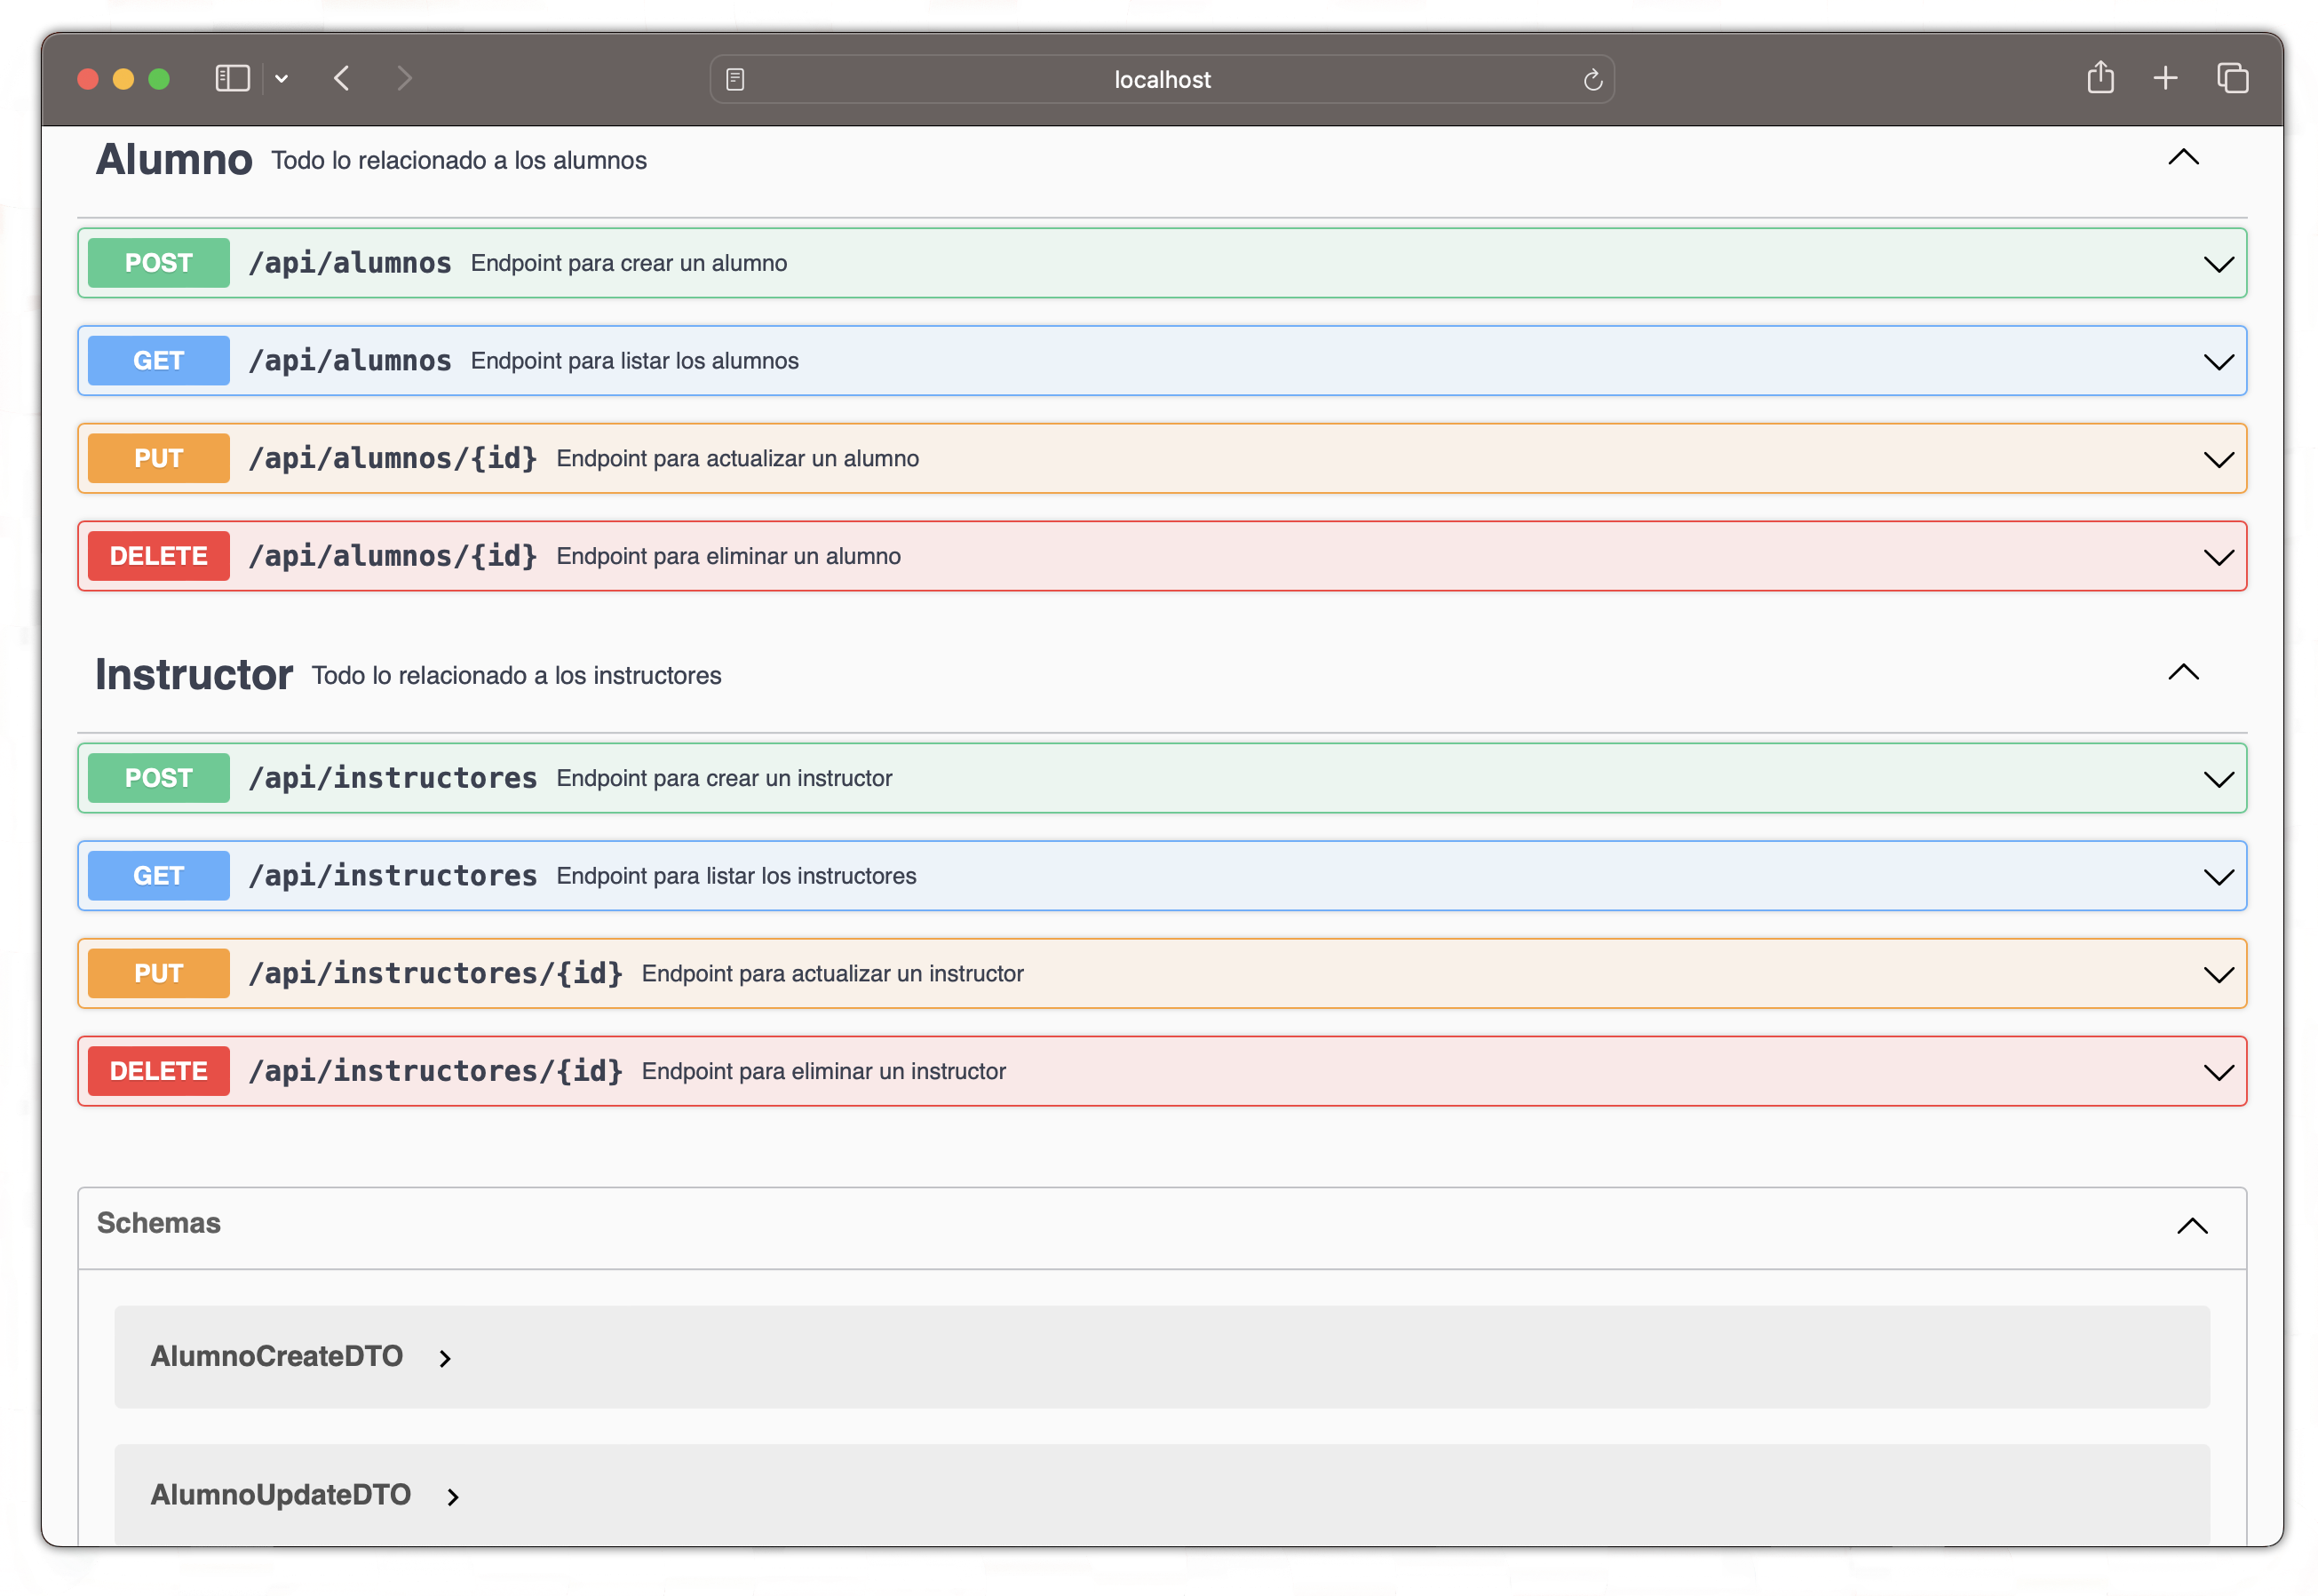 localhost
Alumno Todo lo relacionado a los alumnos
POST /api/alumnos Endpoint para crear un alumno
GET /api/alumnos Endpoint para listar los alumnos
PUT /api/alumnos/{id} Endpoint para actualizar un alumno
DELETE /api/alumnos/{id} Endpoint para eliminar un alumno
Instructor Todo lo relacionado a los instructores
POST /api/instructores Endpoint para crear un instructor
GET /api/instructores Endpoint para listar los instructores
PUT /api/instructores/{id} Endpoint para actualizar un instructor
DELETE /api/instructores/{id} Endpoint para eliminar un instructor
Schemas
AlumnoCreateDTO
AlumnoUpdateDTO